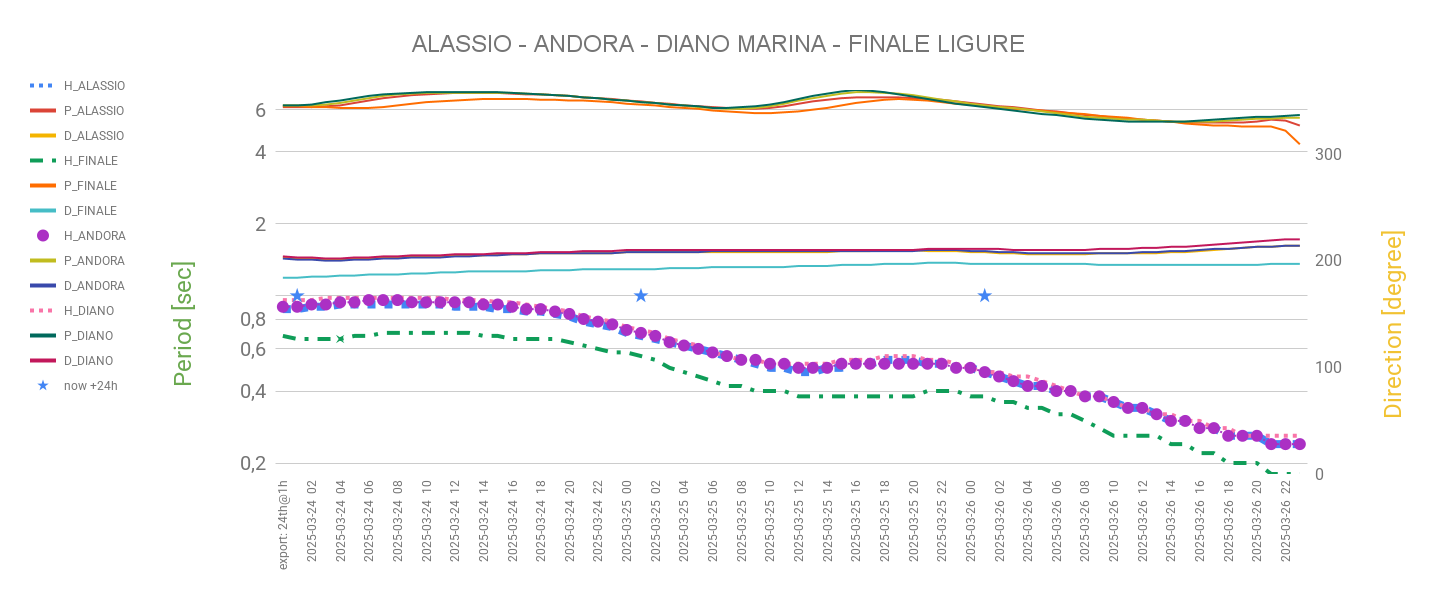 ALASSIO - ANDORA - DIANO MARINA - FINALE LIGURE
H_ALASSIO
P_ALASSIO
D_ALASSIO
H_FINALE
P_FINALE
D_FINALE
H_ANDORA
P_ANDORA
D_ANDORA
H_DIANO
P_DIANO
D_DIANO
now +24h
Period [sec]
6
4
2
0,8
0,6
0,4
0,2
300
200
100
0
Direction [degree]
export: 24th@1h
2025-03-24 02
2025-03-24 04
2025-03-24 06
2025-03-24 08
2025-03-24 10
2025-03-24 12
2025-03-24 14
2025-03-24 16
2025-03-24 18
2025-03-24 20
2025-03-24 22
2025-03-25 00
2025-03-25 02
2025-03-25 04
2025-03-25 06
2025-03-25 08
2025-03-25 10
2025-03-25 12
2025-03-25 14
2025-03-25 16
2025-03-25 18
2025-03-25 20
2025-03-25 22
2025-03-26 00
2025-03-26 02
2025-03-26 04
2025-03-26 06
2025-03-26 08
2025-03-26 10
2025-03-26 12
2025-03-26 14
2025-03-26 16
2025-03-26 18
2025-03-26 20
2025-03-26 22